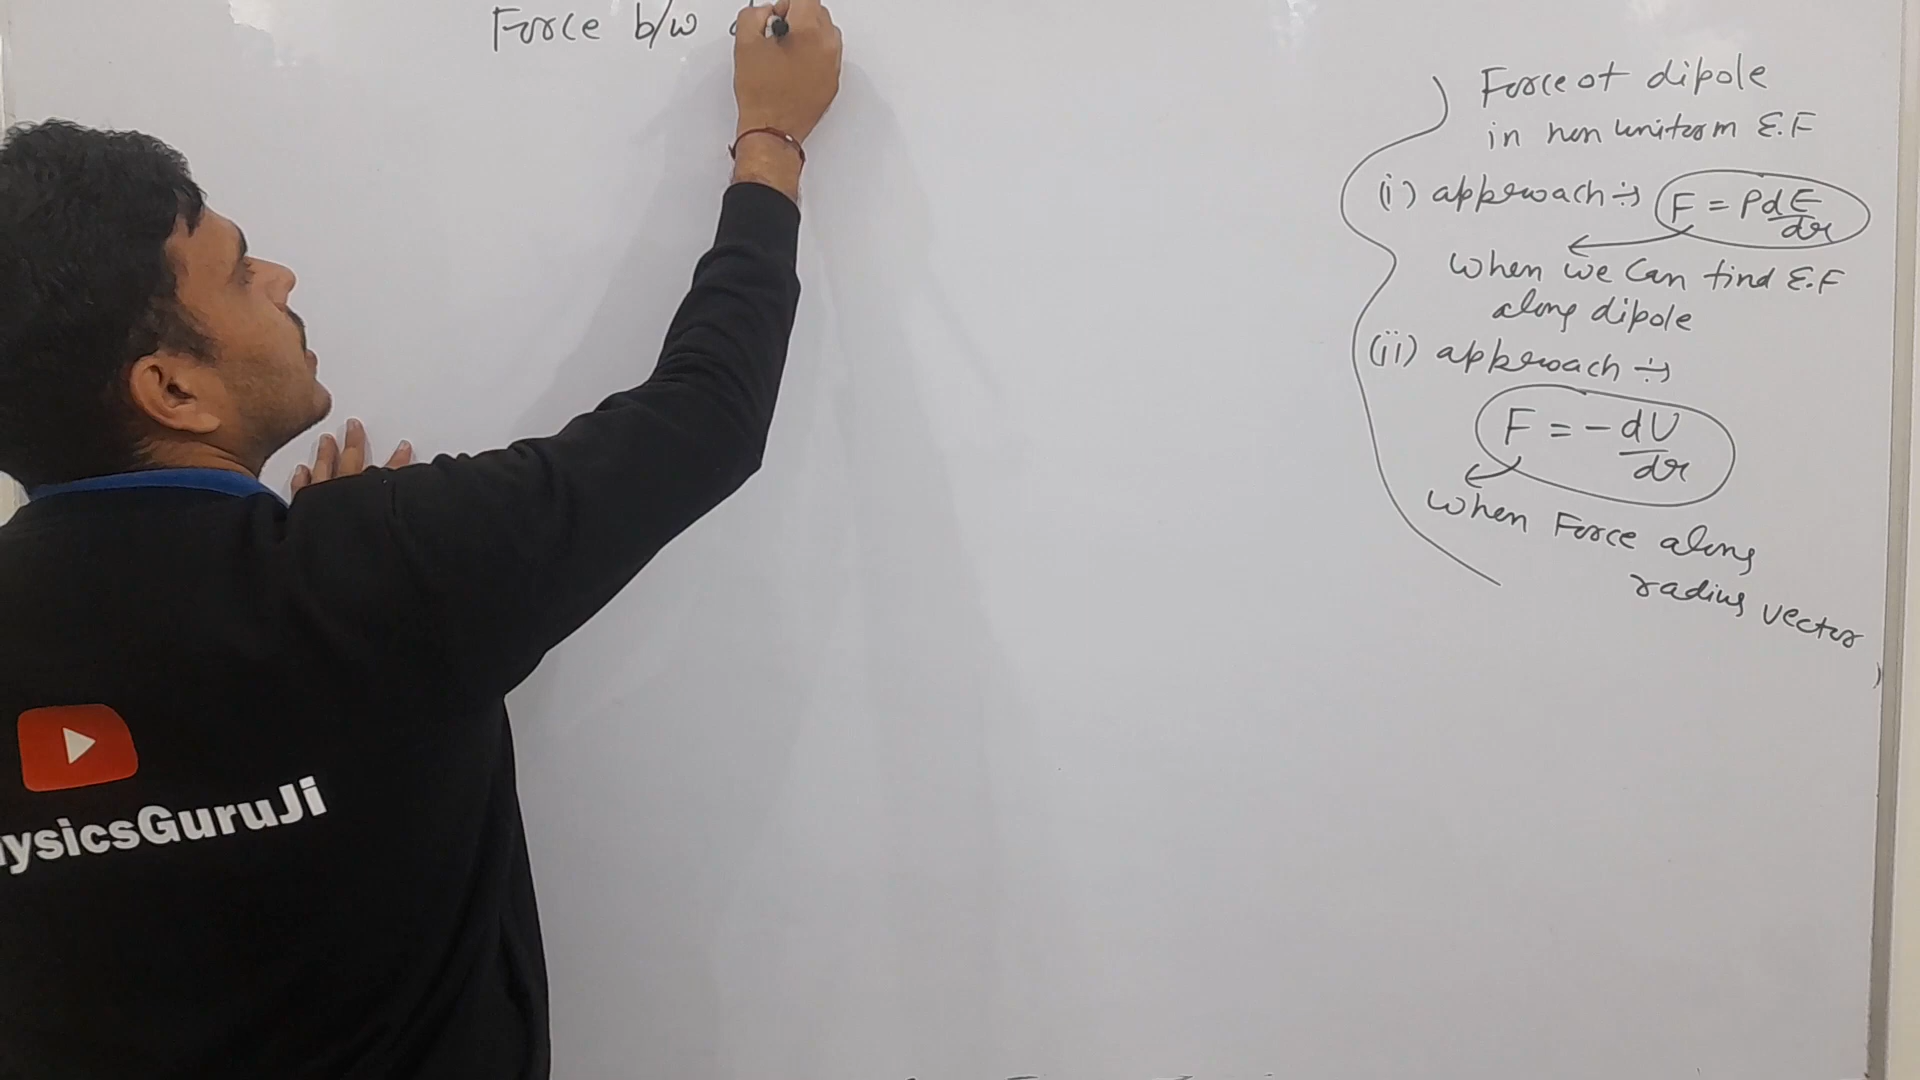 Force b/w
Force of dipole
in non uniform E.F
(i) approach ÷) F = P dE/dr
When we can find E.F
along dipole
(ii) approach ÷)
F = - dU/dr
When Force along
radius vector
ysicsGuruJi